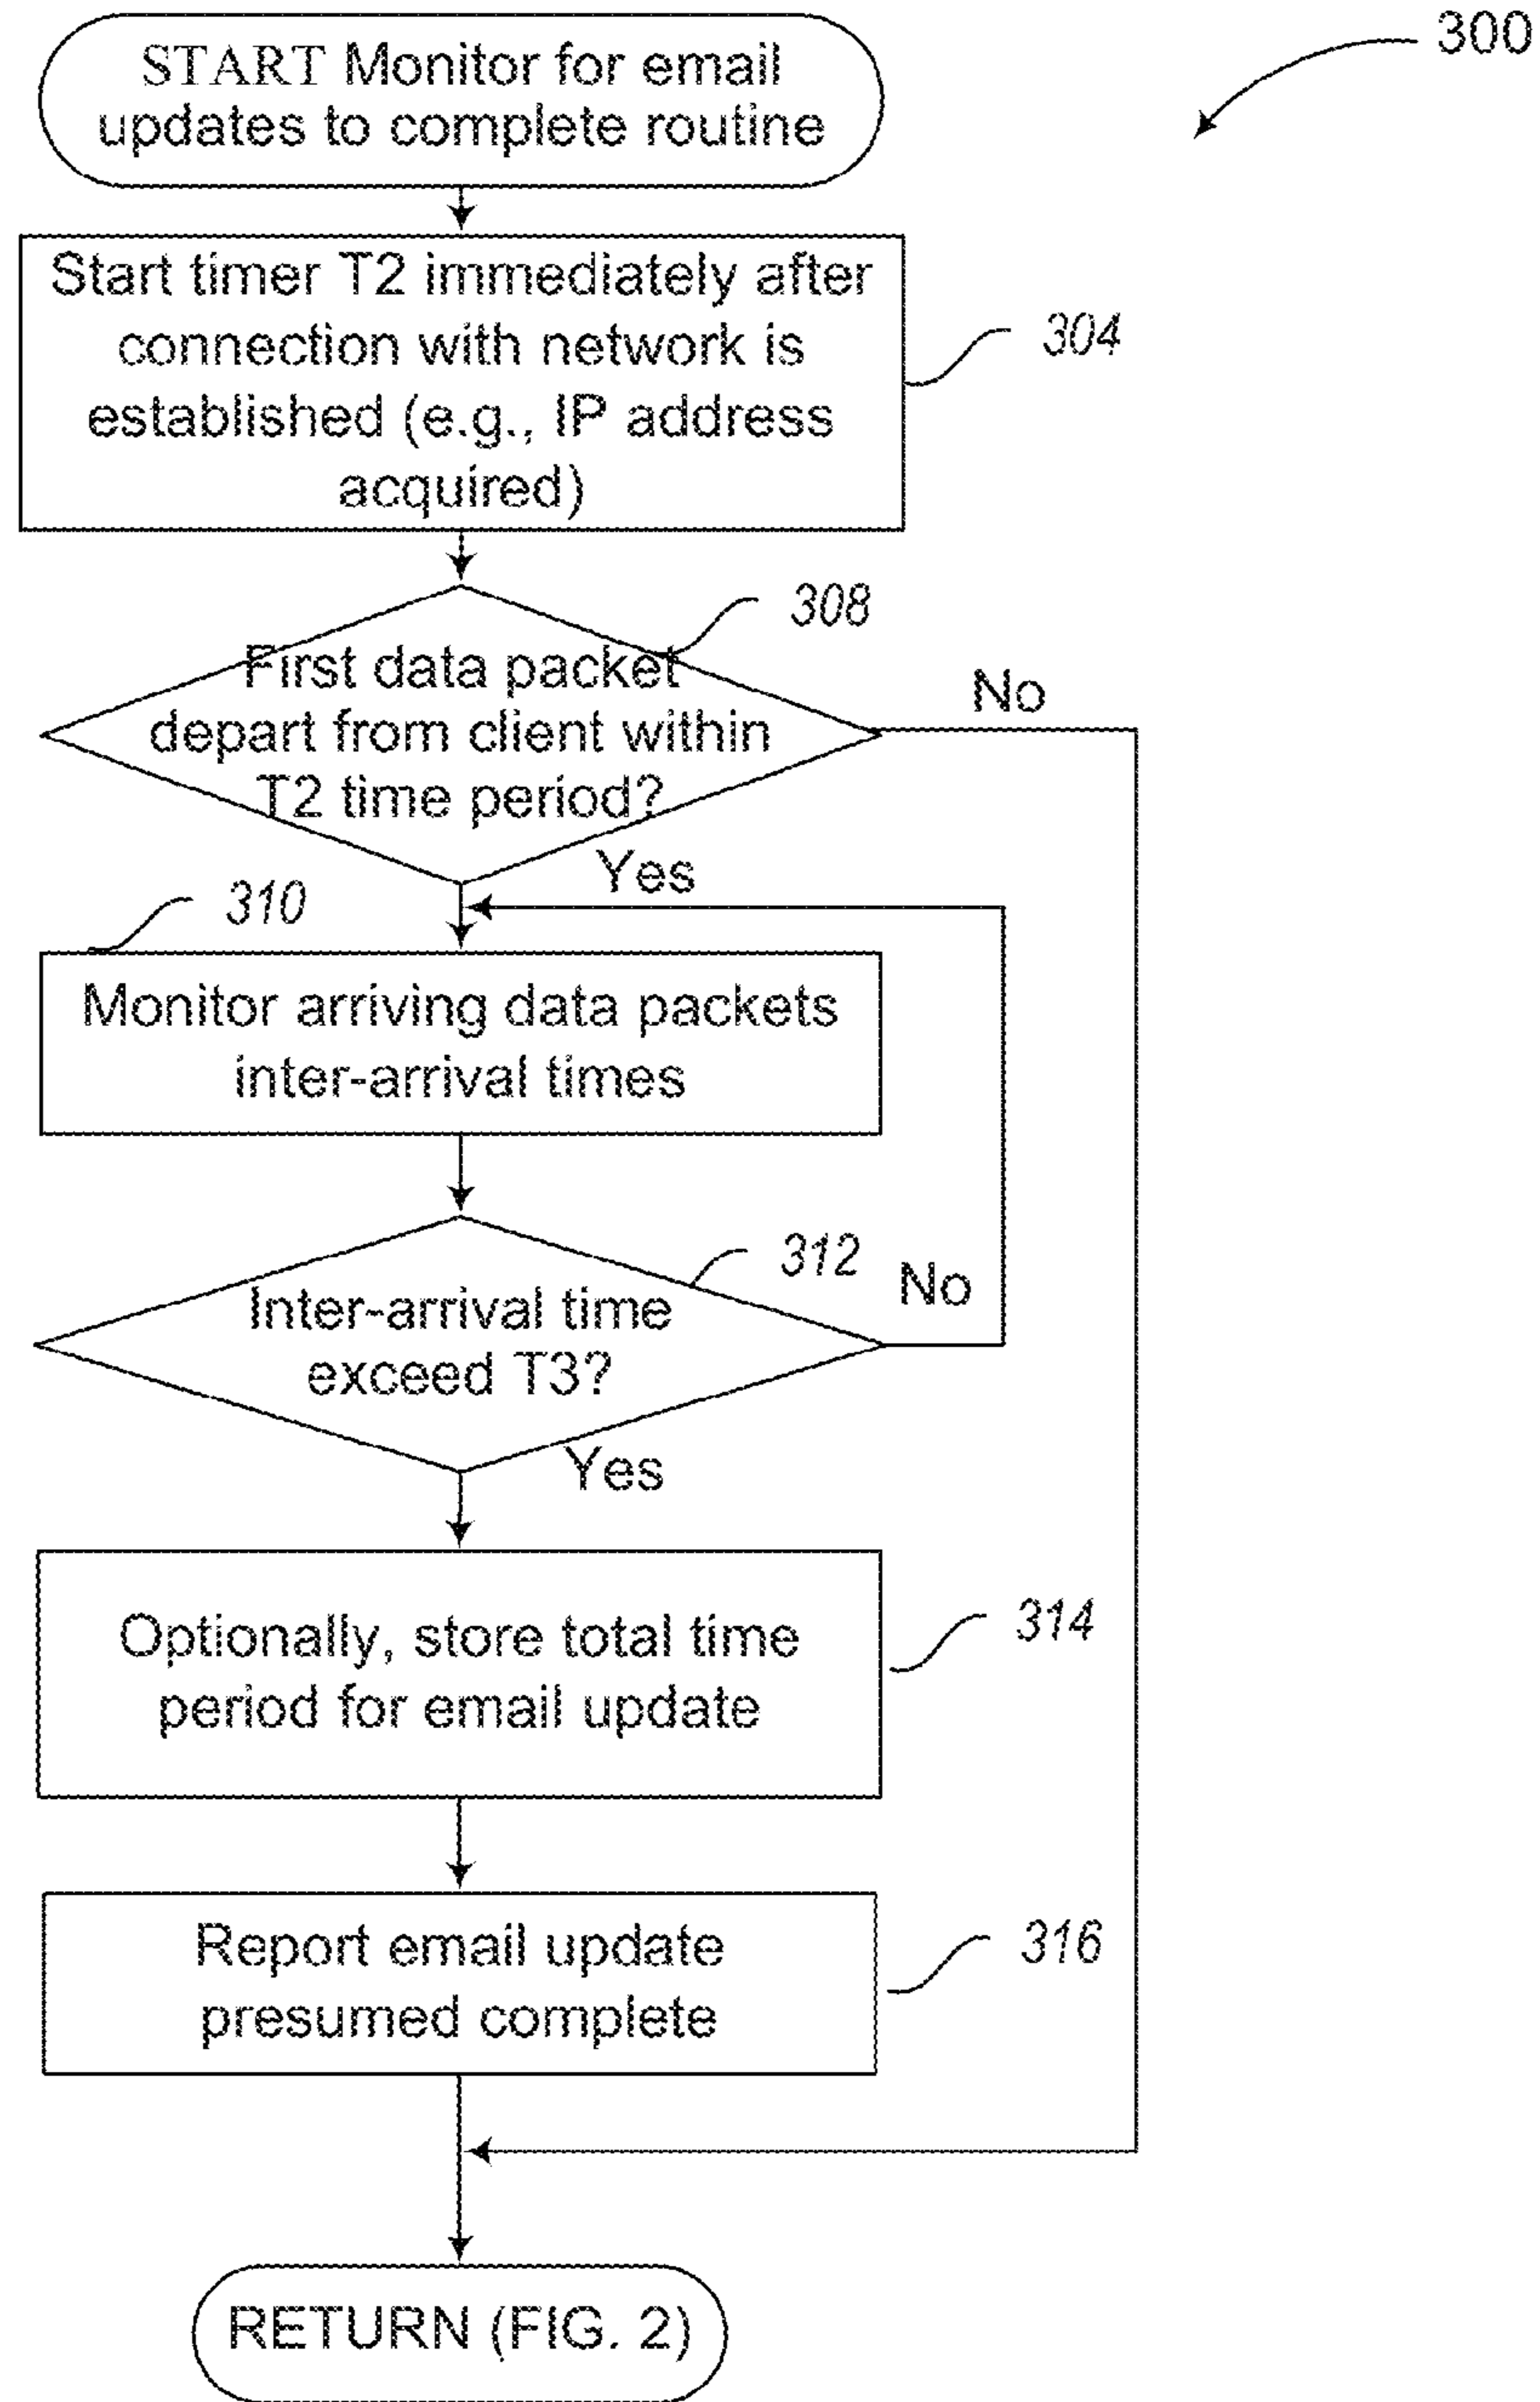 300
START Monitor for email
updates to complete routine
Start timer T2 immediately after
connection with network is
established (e.g., IP address
acquired)
304
308
First data packet
depart from client within
T2 time period?
No
Yes
310
Monitor arriving data packets
inter-arrival times
312
Inter-arrival time
exceed T3?
No
Yes
Optionally, store total time
period for email update
314
Report email update
presumed complete
316
RETURN (FIG. 2)